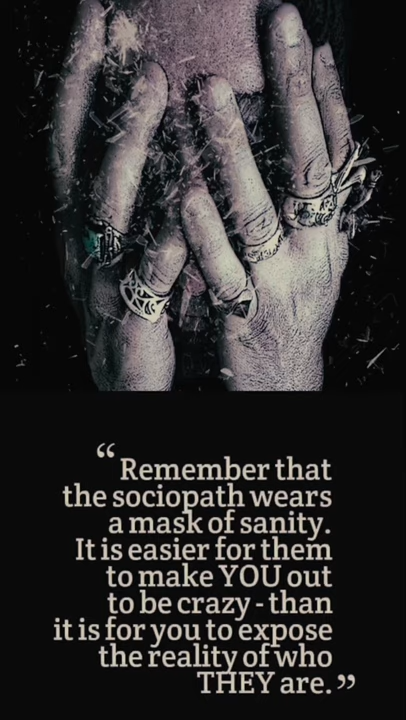 “ Remember that
the sociopath wears
a mask of sanity.
It is easier for them
to make YOU out
to be crazy - than
it is for you to expose
the reality of who
THEY are. ”